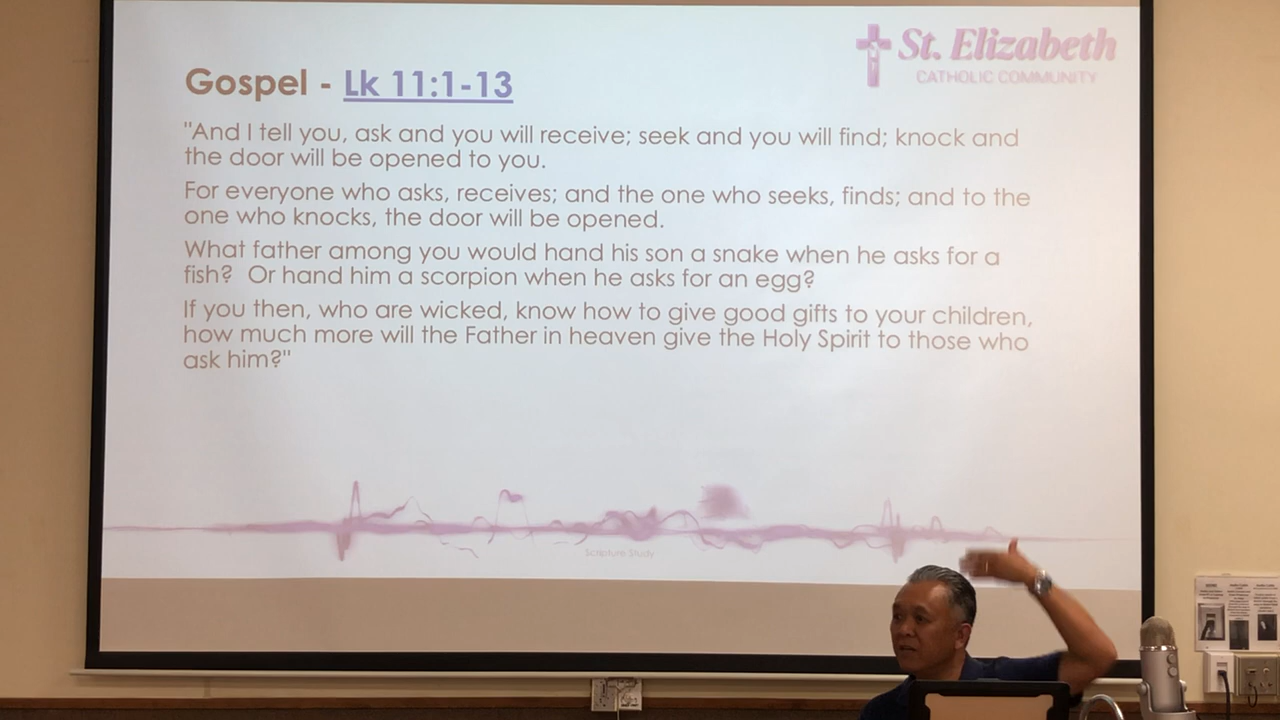 St. Elizabeth
CATHOLIC COMMUNITY
Gospel - Lk 11:1-13
"And I tell you, ask and you will receive; seek and you will find; knock and
the door will be opened to you.
For everyone who asks, receives; and the one who seeks, finds; and to the
one who knocks, the door will be opened.
What father among you would hand his son a snake when he asks for a
fish?  Or hand him a scorpion when he asks for an egg?
If you then, who are wicked, know how to give good gifts to your children,
how much more will the Father in heaven give the Holy Spirit to those who
ask him?"
Scripture Study